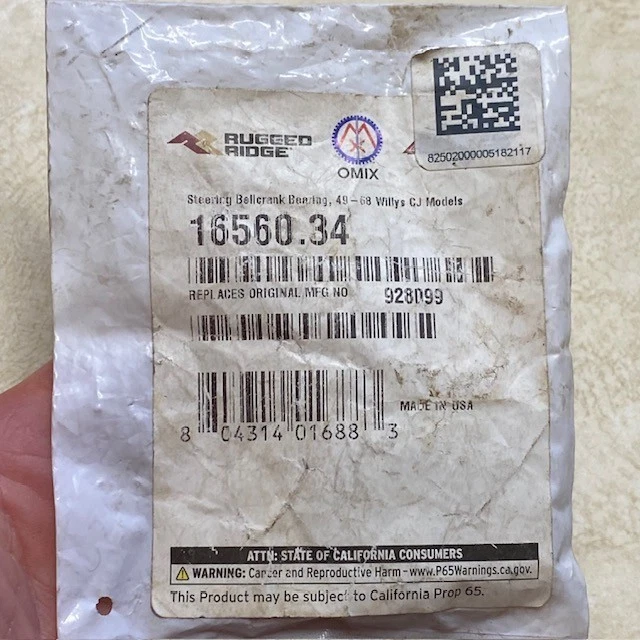 RUGGED
RIDGE
OMIX
82502000005182117
Steering Bellcrank Bearing, 49-68 Willys CJ Models
16560.34
REPLACES ORIGINAL MFG NO 928099
MADE IN USA
8 04314 01688 3
ATTN: STATE OF CALIFORNIA CONSUMERS
WARNING: Cancer and Reproductive Harm - www.P65Warnings.ca.gov.
This Product may be subject to California Prop 65.